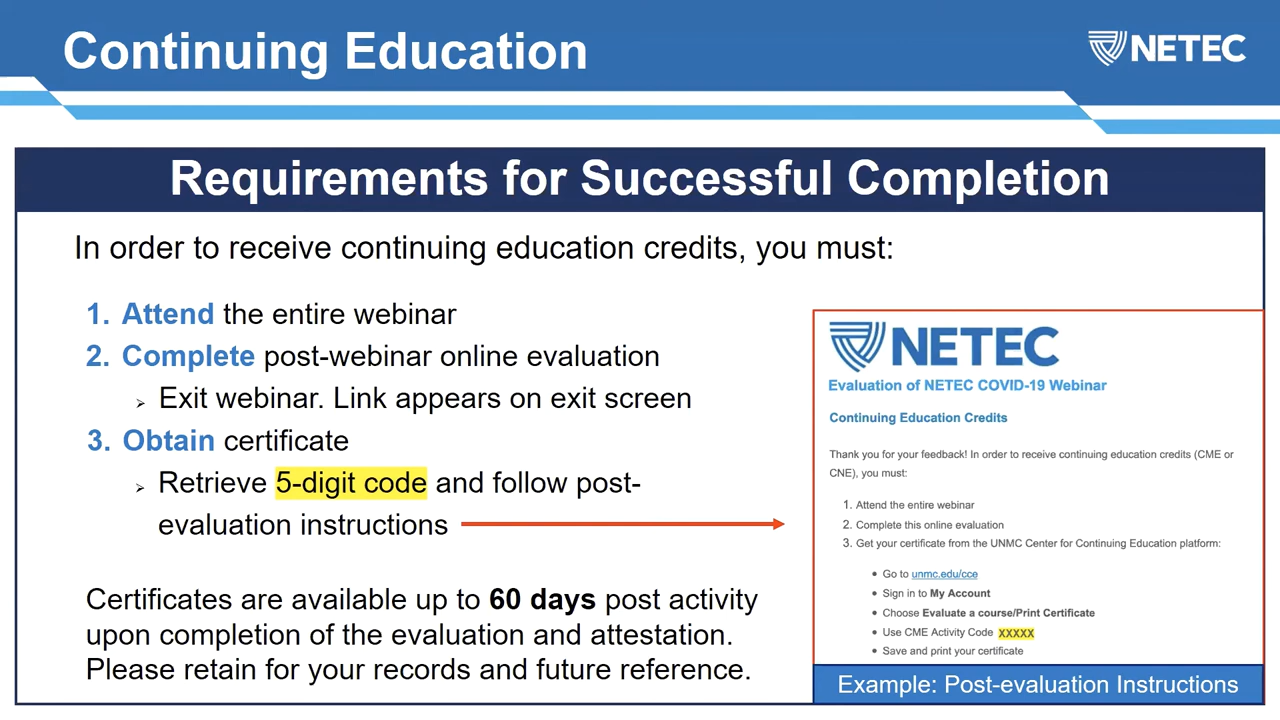 Continuing Education
NETEC
Requirements for Successful Completion
In order to receive continuing education credits, you must:
1. Attend the entire webinar
2. Complete post-webinar online evaluation
➢ Exit webinar. Link appears on exit screen
3. Obtain certificate
➢ Retrieve 5-digit code and follow post-
evaluation instructions
Certificates are available up to 60 days post activity
upon completion of the evaluation and attestation.
Please retain for your records and future reference.
NETEC
Evaluation of NETEC COVID-19 Webinar
Continuing Education Credits
Thank you for your feedback! In order to receive continuing education credits (CME or
CNE), you must:
1. Attend the entire webinar
2. Complete this online evaluation
3. Get your certificate from the UNMC Center for Continuing Education platform:
• Go to unmc.edu/cce
• Sign in to My Account
• Choose Evaluate a course/Print Certificate
• Use CME Activity Code XXXXX
• Save and print your certificate
Example: Post-evaluation Instructions